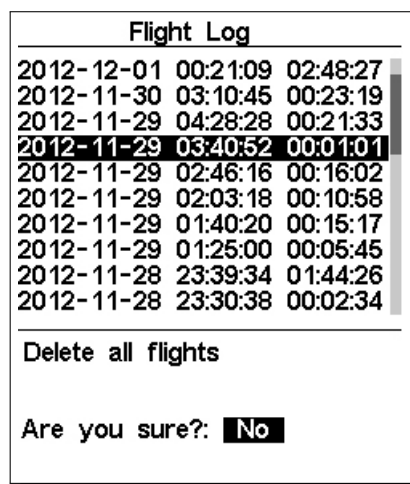 Flight Log
2012-12-01 00:21:09 02:48:27
2012-11-30 03:10:45 00:23:19
2012-11-29 04:28:28 00:21:33
2012-11-29 03:40:52 00:01:01
2012-11-29 02:46:16 00:16:02
2012-11-29 02:03:18 00:10:58
2012-11-29 01:40:20 00:15:17
2012-11-29 01:25:00 00:05:45
2012-11-28 23:39:34 01:44:26
2012-11-28 23:30:38 00:02:34
Delete all flights
Are you sure?: No